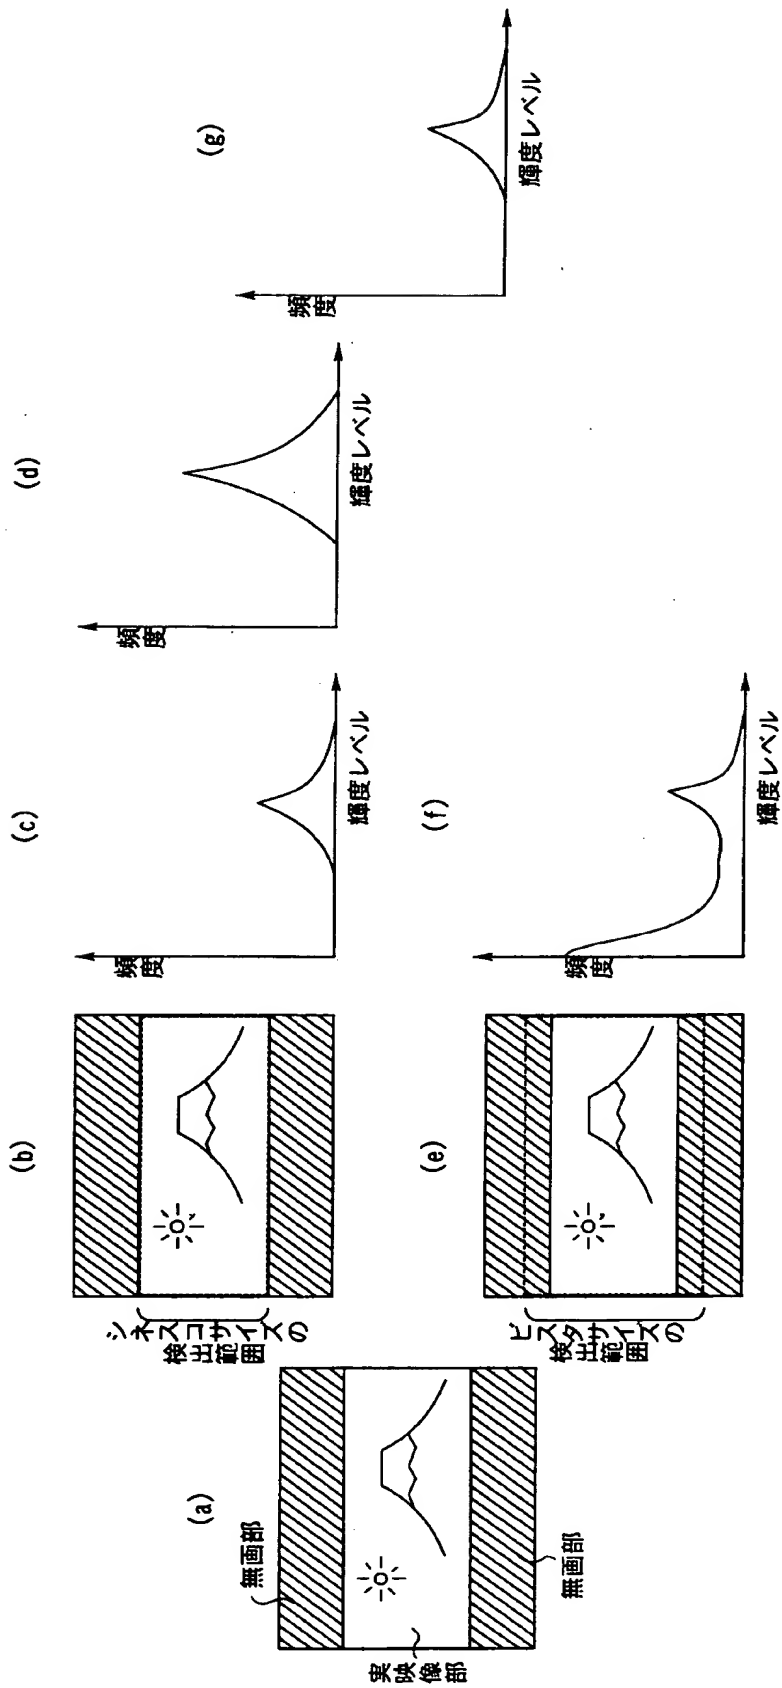 (a)
無画部
実映像部
無画部
(b)
シネスコサイズの
検出範囲
(c)
頻度
輝度レベル
(d)
頻度
輝度レベル
(e)
ビスタサイズの
検出範囲
(f)
頻度
輝度レベル
(g)
頻度
輝度レベル